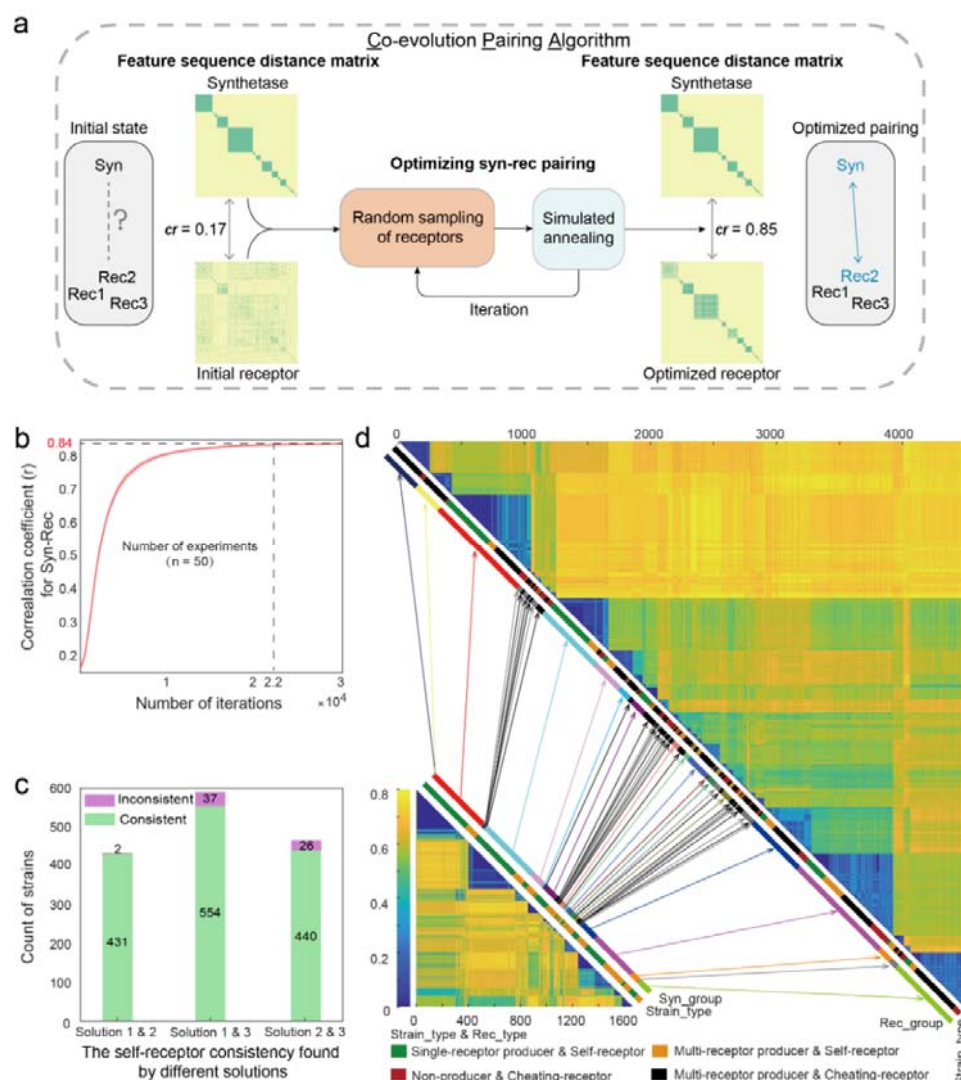 a
Co-evolution Pairing Algorithm
Feature sequence distance matrix
Feature sequence distance matrix
Synthetase
Synthetase
Initial state
Optimized pairing
Syn
?
Rec2
Rec1
Rec3
cr = 0.17
Optimizing syn-rec pairing
Random sampling
of receptors
Simulated
annealing
Iteration
cr = 0.85
Syn
Rec2
Rec1
Rec3
Initial receptor
Optimized receptor
b
0.84
0.8
0.7
0.6
0.5
0.4
0.3
0.2
Correalation coefficient (r)
for Syn-Rec
Number of experiments
(n = 50)
1
2
2.2
3
Number of iterations
×10⁴
c
600
500
400
300
200
100
0
Count of strains
Inconsistent
Consistent
2
431
37
554
26
440
Solution 1 & 2
Solution 1 & 3
Solution 2 & 3
The self-receptor consistency found
by different solutions
d
0
1000
2000
3000
4000
0.8
0.6
0.4
0.2
0
0
400
800
1200
1600
Syn_group
Strain_type
Rec_group
Strain_type
Strain_type & Rec_type
Single-receptor producer & Self-receptor
Multi-receptor producer & Self-receptor
Non-producer & Cheating-receptor
Multi-receptor producer & Cheating-receptor